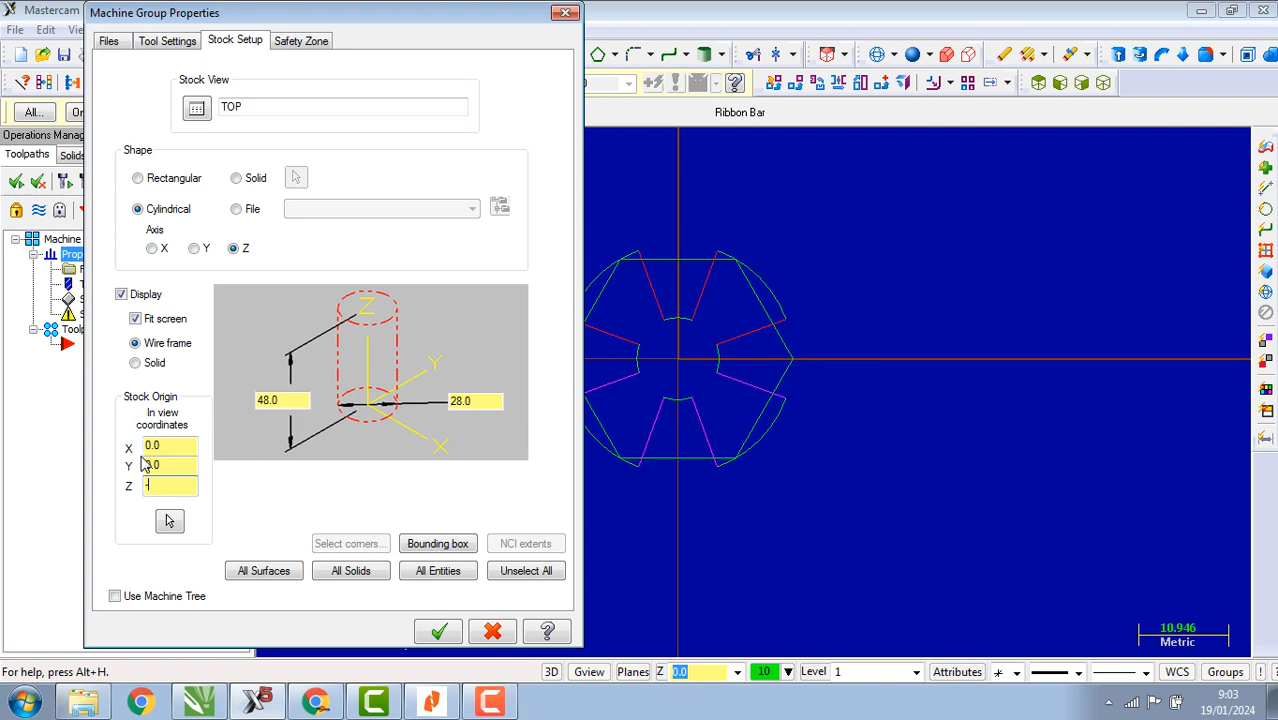 Mastercam
Machine Group Properties
File
Edit
Files
Tool Settings
Stock Setup
Safety Zone
Stock View
TOP
All...
Ribbon Bar
Operations Mana
Toolpaths
Solids
Shape
Rectangular
Solid
Cylindrical
File
Axis
X
Y
Z
Machine
Display
Fit screen
Wire frame
Solid
Z
Y
X
48.0
28.0
Stock Origin
In view
coordinates
X
0.0
Y
Z
-
Select corners...
Bounding box
NCI extents
All Surfaces
All Solids
All Entities
Unselect All
Use Machine Tree
10.946
Metric
For help, press Alt+H.
3D
Gview
Planes
Z
0.0
10
Level
1
Attributes
WCS
Groups
X5
9:03
19/01/2024